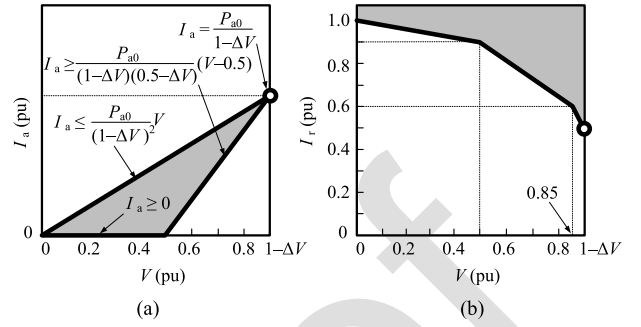 I_a = P_a0 / (1−ΔV)
I_a ≥ P_a0 / ((1−ΔV)(0.5−ΔV)) (V−0.5)
I_a ≤ P_a0 / (1−ΔV)² V
I_a ≥ 0
I_a (pu)
0
0 0.2 0.4 0.6 0.8 1−ΔV
V (pu)
(a)
I_r (pu)
1.0
0.8
0.6
0.4
0.2
0
0.85
0 0.2 0.4 0.6 0.8 1−ΔV
V (pu)
(b)